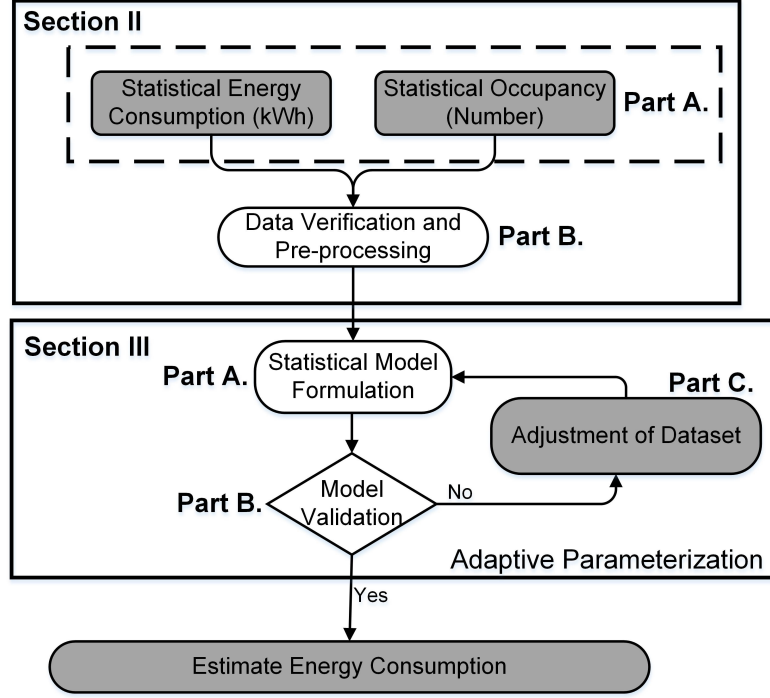 Section II
Statistical Energy
Consumption (kWh)
Statistical Occupancy
(Number)
Part A.
Data Verification and
Pre-processing
Part B.
Section III
Part A.
Statistical Model
Formulation
Part C.
Adjustment of Dataset
Part B.
Model
Validation
No
Adaptive Parameterization
Yes
Estimate Energy Consumption